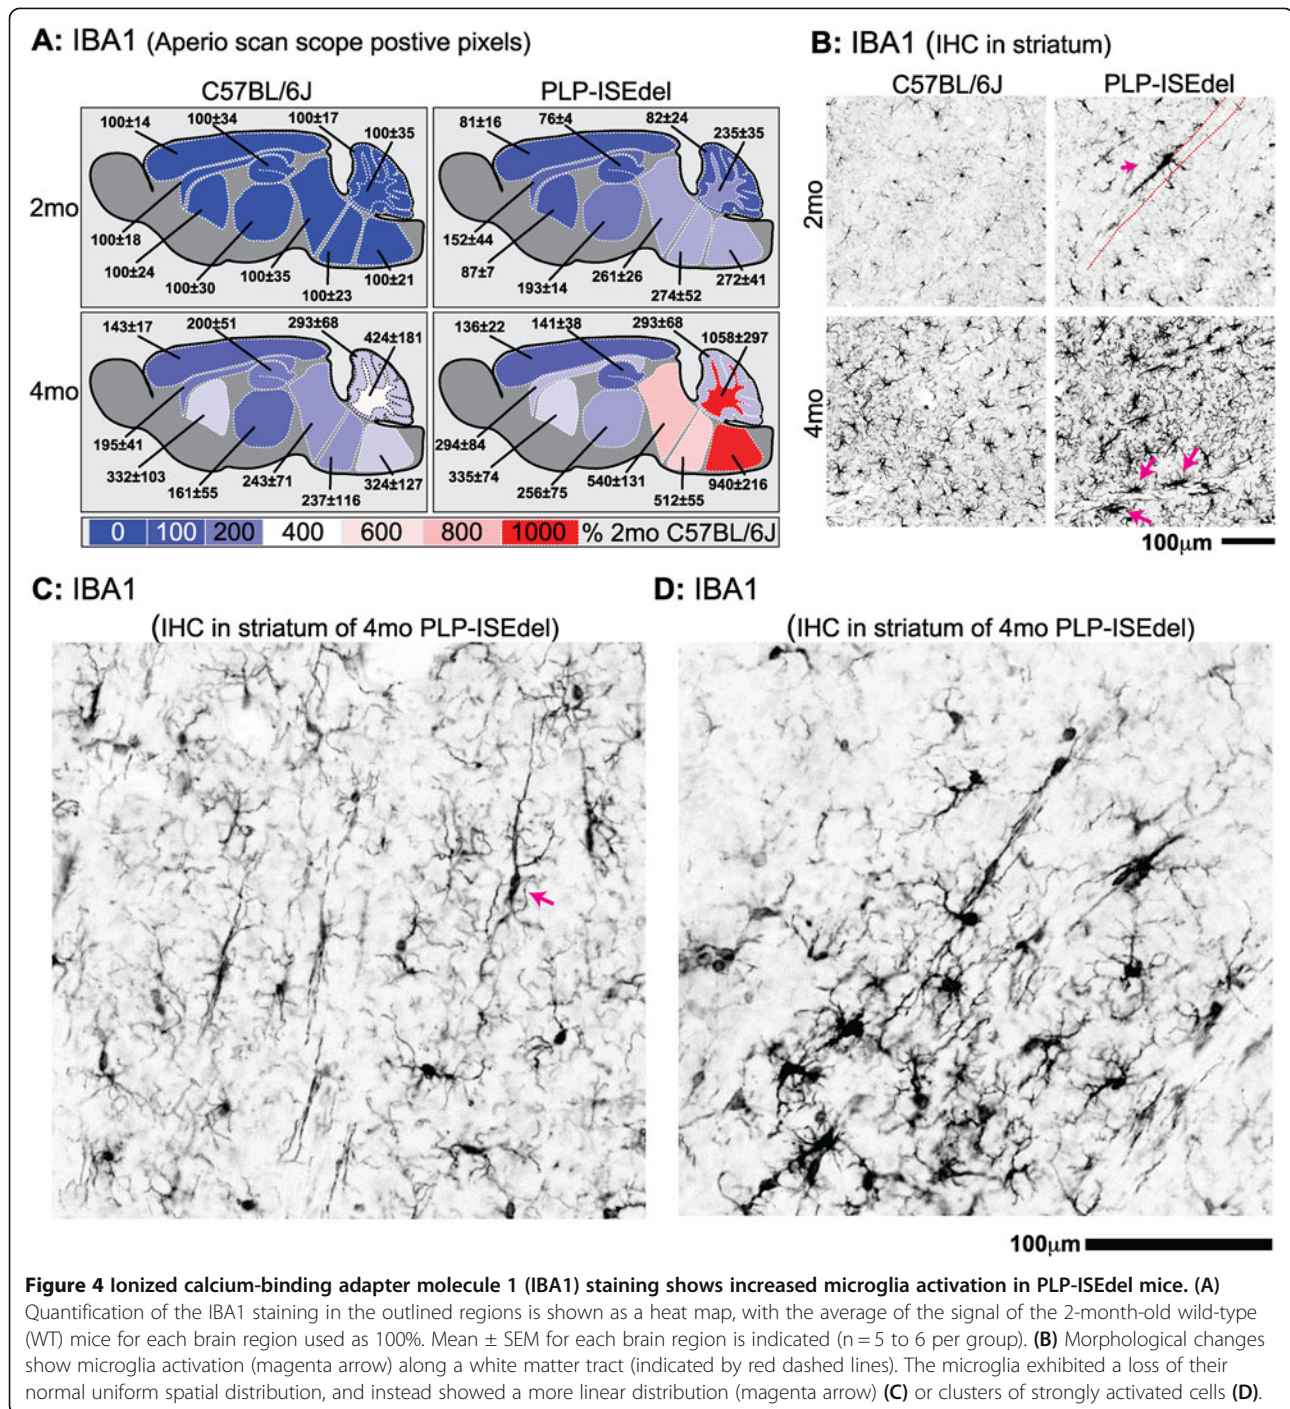 A: IBA1 (Aperio scan scope postive pixels)
C57BL/6J
PLP-ISEdel
2mo
100±14
100±34
100±17
100±35
100±18
100±24
100±30
100±35
100±23
100±21
81±16
76±4
82±24
235±35
152±44
87±7
193±14
261±26
274±52
272±41
4mo
143±17
200±51
293±68
424±181
195±41
332±103
161±55
243±71
237±116
324±127
136±22
141±38
293±68
1058±297
294±84
335±74
256±75
540±131
512±55
940±216
0 100 200 400 600 800 1000 % 2mo C57BL/6J
B: IBA1 (IHC in striatum)
C57BL/6J
PLP-ISEdel
2mo
4mo
100µm
C: IBA1
(IHC in striatum of 4mo PLP-ISEdel)
D: IBA1
(IHC in striatum of 4mo PLP-ISEdel)
100µm
Figure 4 Ionized calcium-binding adapter molecule 1 (IBA1) staining shows increased microglia activation in PLP-ISEdel mice. (A)
Quantification of the IBA1 staining in the outlined regions is shown as a heat map, with the average of the signal of the 2-month-old wild-type
(WT) mice for each brain region used as 100%. Mean ± SEM for each brain region is indicated (n = 5 to 6 per group). (B) Morphological changes
show microglia activation (magenta arrow) along a white matter tract (indicated by red dashed lines). The microglia exhibited a loss of their
normal uniform spatial distribution, and instead showed a more linear distribution (magenta arrow) (C) or clusters of strongly activated cells (D).